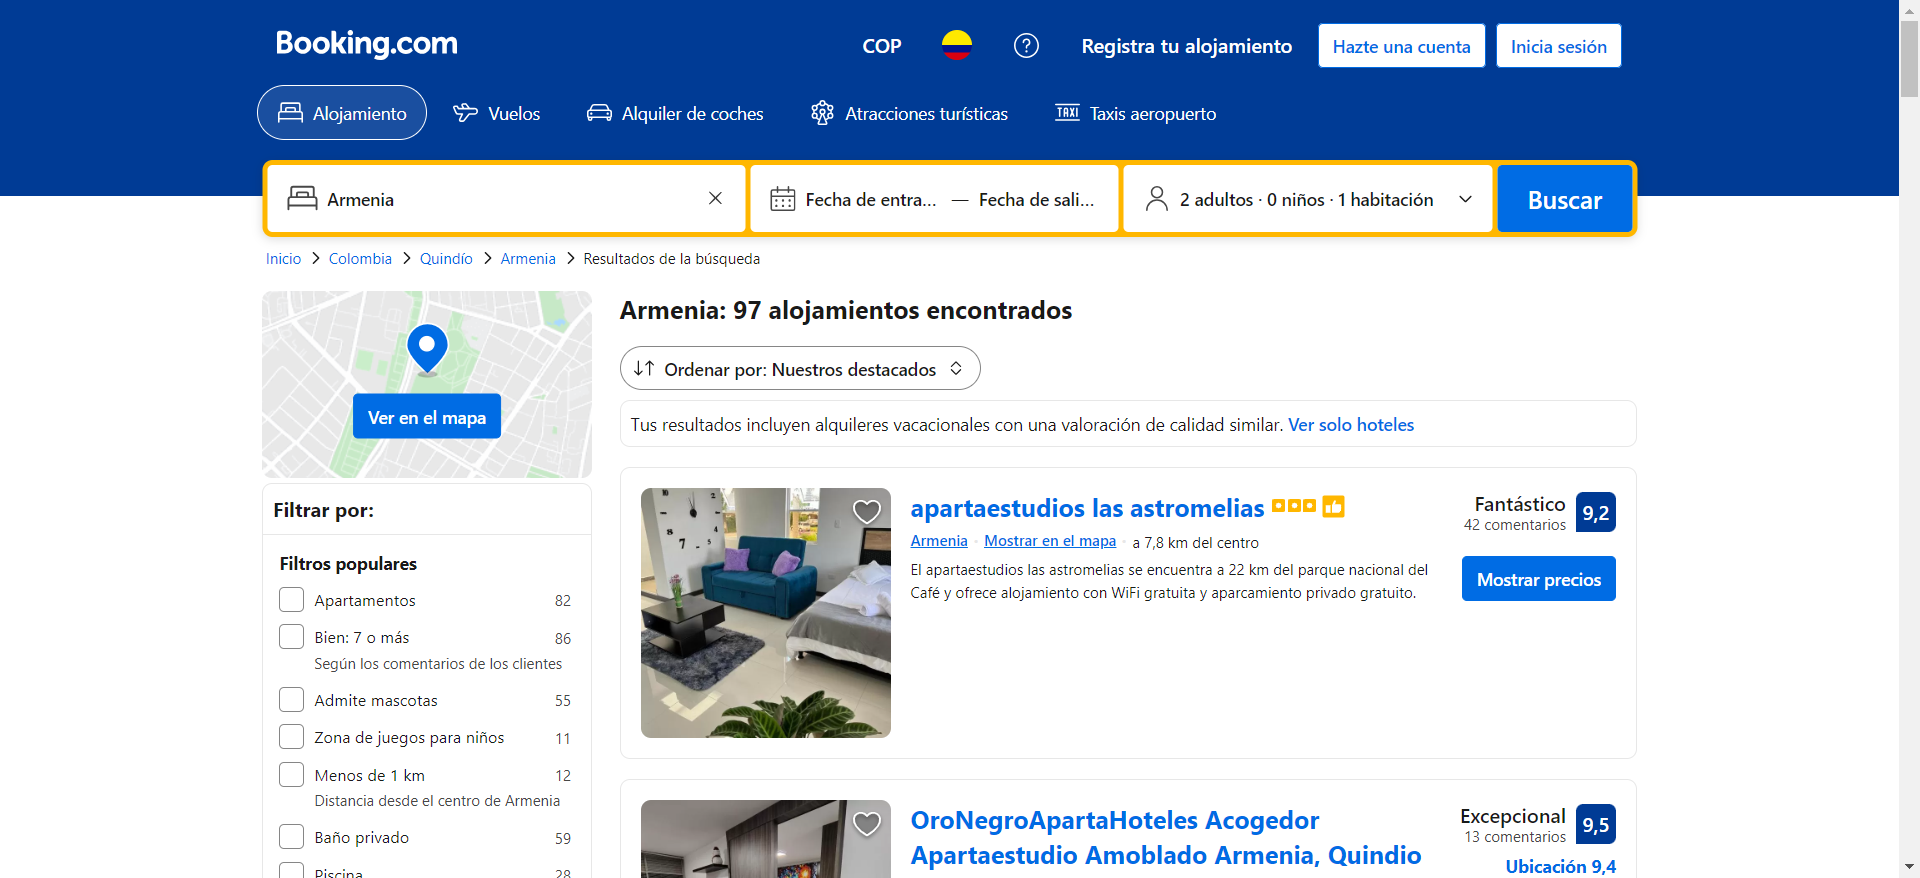 Booking.com
COP
Registra tu alojamiento
Hazte una cuenta
Inicia sesión
Alojamiento
Vuelos
Alquiler de coches
Atracciones turísticas
TAXI
Taxis aeropuerto
Armenia
Fecha de entra... — Fecha de sali...
2 adultos · 0 niños · 1 habitación
Buscar
Inicio > Colombia > Quindío > Armenia > Resultados de la búsqueda
Ver en el mapa
Filtrar por:
Filtros populares
Apartamentos 82
Bien: 7 o más 86
Según los comentarios de los clientes
Admite mascotas 55
Zona de juegos para niños 11
Menos de 1 km 12
Distancia desde el centro de Armenia
Baño privado 59
Piscina 28
Armenia: 97 alojamientos encontrados
Ordenar por: Nuestros destacados
Tus resultados incluyen alquileres vacacionales con una valoración de calidad similar. Ver solo hoteles
apartaestudios las astromelias
Armenia · Mostrar en el mapa · a 7,8 km del centro
El apartaestudios las astromelias se encuentra a 22 km del parque nacional del
Café y ofrece alojamiento con WiFi gratuita y aparcamiento privado gratuito.
Fantástico
42 comentarios
9,2
Mostrar precios
OroNegroApartaHoteles Acogedor
Apartaestudio Amoblado Armenia, Quindio
Excepcional
13 comentarios
9,5
Ubicación 9,4